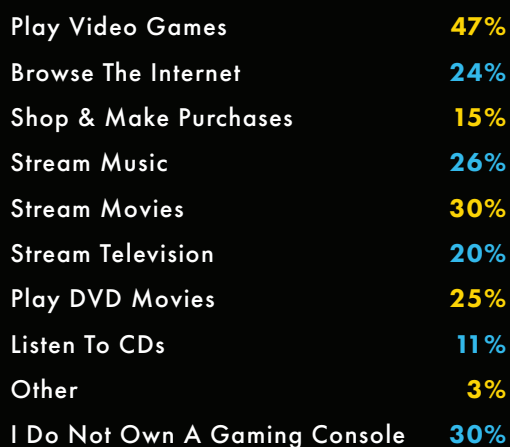 Play Video Games 47%
Browse The Internet 24%
Shop & Make Purchases 15%
Stream Music 26%
Stream Movies 30%
Stream Television 20%
Play DVD Movies 25%
Listen To CDs 11%
Other 3%
I Do Not Own A Gaming Console 30%